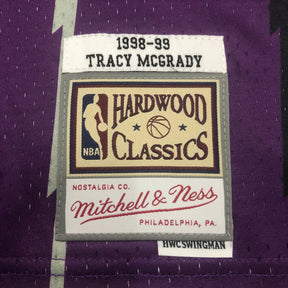 1998-99
TRACY MCGRADY
HARDWOOD
NBA
CLASSICS
NOSTALGIA CO.
Mitchell & Ness
PHILADELPHIA, PA.
HWCSWINGMAN